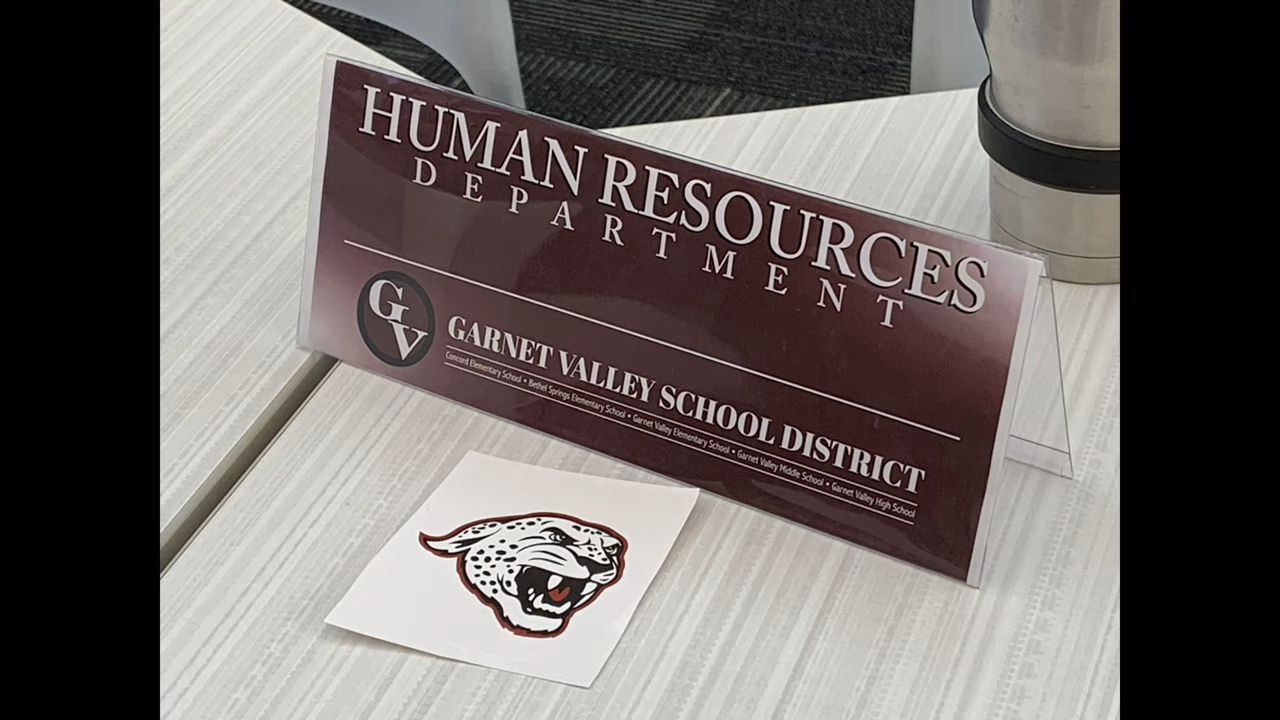 HUMAN RESOURCES
DEPARTMENT
GV
GARNET VALLEY SCHOOL DISTRICT
Concord Elementary School • Bethel Springs Elementary School • Garnet Valley Elementary School • Garnet Valley Middle School • Garnet Valley High School